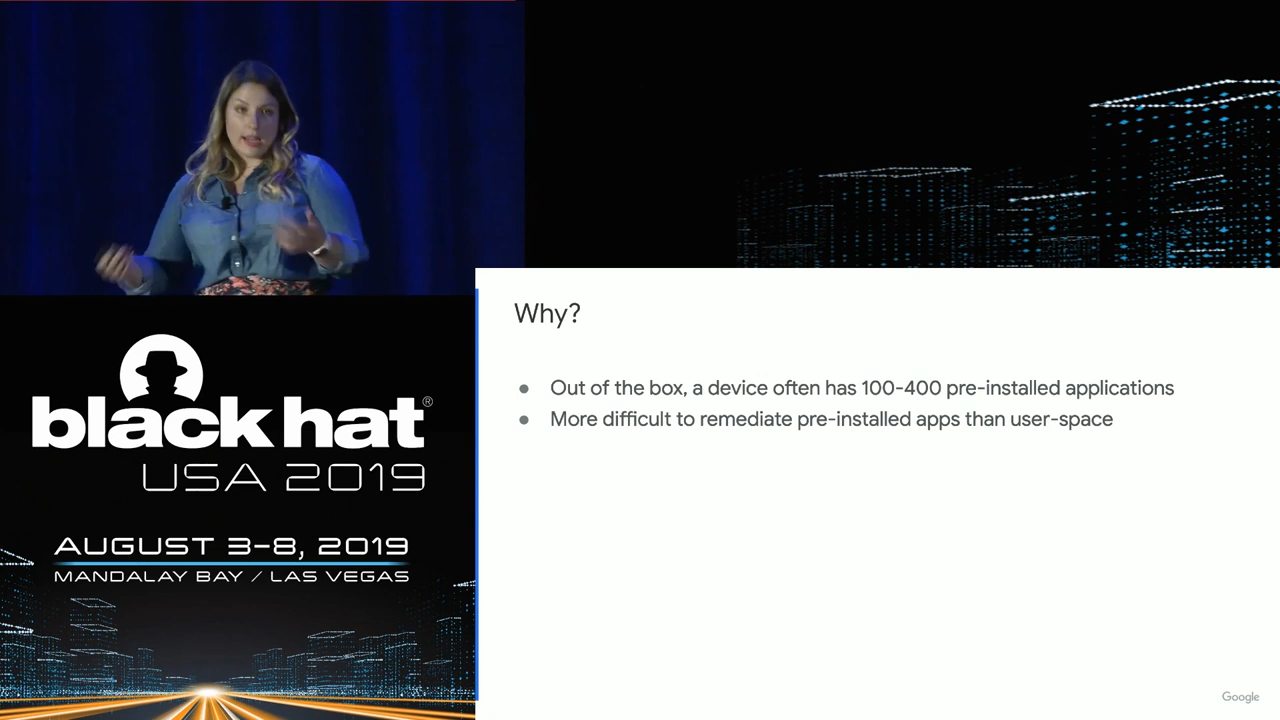 black hat®
USA 2019
AUGUST 3-8, 2019
MANDALAY BAY / LAS VEGAS
Why?
● Out of the box, a device often has 100-400 pre-installed applications
● More difficult to remediate pre-installed apps than user-space
Google